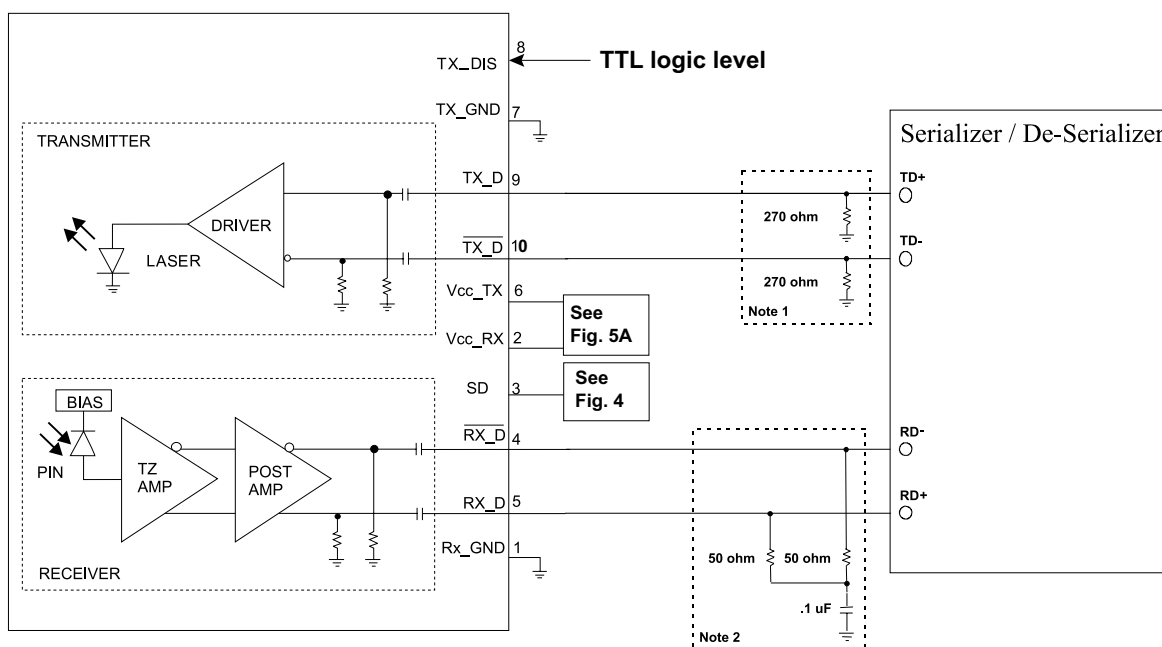 8
TX_DIS
TTL logic level
TX_GND
7
Serializer / De-Serializer
TRANSMITTER
TX_D
9
TD+
270 ohm
DRIVER
TX_D
10
TD-
LASER
270 ohm
Vcc_TX
6
Note 1
See
Fig. 5A
Vcc_RX
2
SD
3
See
Fig. 4
BIAS
RX_D
4
RD-
PIN
TZ
AMP
POST
AMP
RX_D
5
RD+
Rx_GND
1
50 ohm
50 ohm
RECEIVER
.1 uF
Note 2